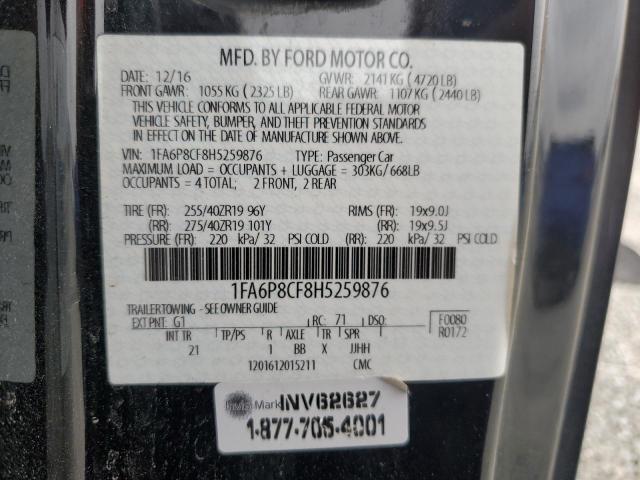 MFD. BY FORD MOTOR CO.
DATE: 12/16 GVWR: 2141 KG (4720 LB)
FRONT GAWR: 1055 KG (2325 LB) REAR GAWR: 1107 KG (2440 LB)
THIS VEHICLE CONFORMS TO ALL APPLICABLE FEDERAL MOTOR
VEHICLE SAFETY, BUMPER, AND THEFT PREVENTION STANDARDS
IN EFFECT ON THE DATE OF MANUFACTURE SHOWN ABOVE.
VIN: 1FA6P8CF8H5259876 TYPE: Passenger Car
MAXIMUM LOAD = OCCUPANTS + LUGGAGE = 303KG/ 668LB
OCCUPANTS = 4 TOTAL; 2 FRONT, 2 REAR
TIRE (FR): 255/40ZR19 96Y RIMS (FR): 19x9.0J
(RR): 275/40ZR19 101Y (RR): 19x9.5J
PRESSURE (FR): 220 kPa/ 32 PSI COLD (RR): 220 kPa/ 32 PSI COLD
1FA6P8CF8H5259876
TRAILER TOWING - SEE OWNER GUIDE
EXT PNT: G1 RC: 71 DSO: F0080
INT TR TP/PS R AXLE TR SPR R0172
21 1 BB X JJHH
1201612015211 CMC
Mark INV62627
1-877-705-4001